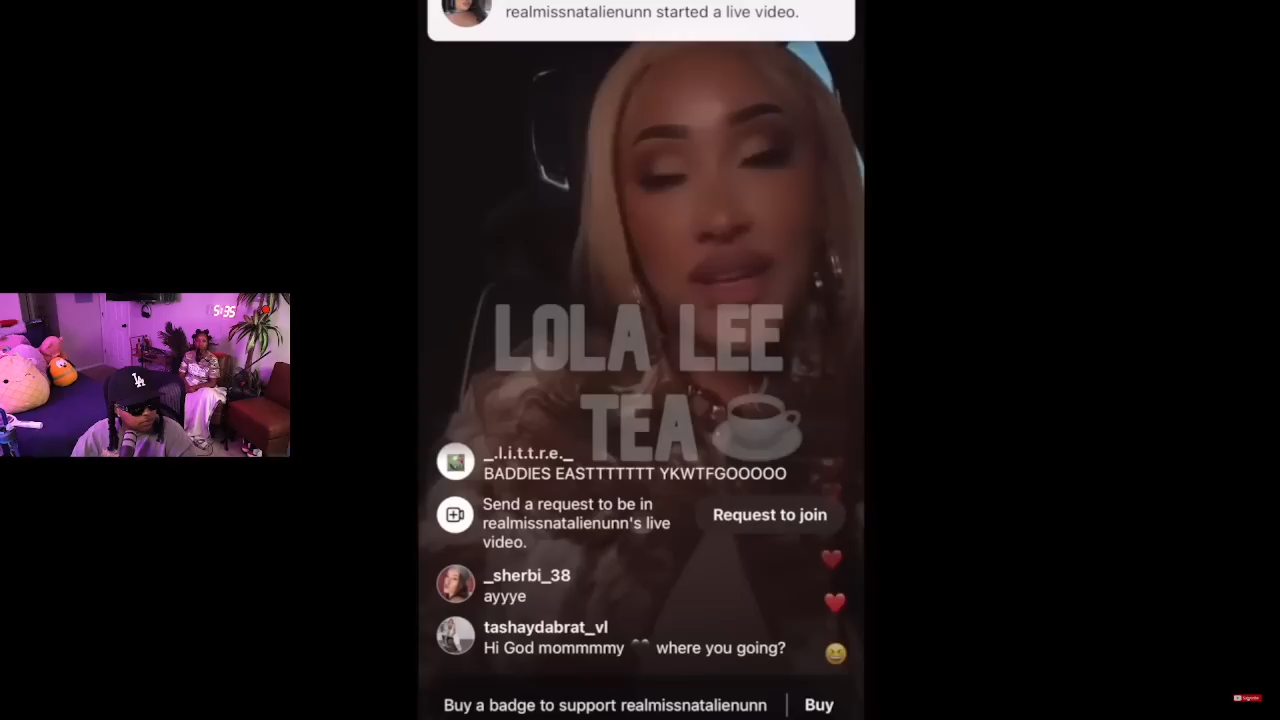 realmissnatalienunn started a live video.
5:35
LA
LOLA LEE
TEA
_.l.i.t.t.r.e._
BADDIES EASTTTTTTT YKWTFGOOOOO
Send a request to be in
realmissnatalienunn's live
video.
Request to join
_sherbi_38
ayyye
tashaydabrat_vl
Hi God mommmmy where you going?
Buy a badge to support realmissnatalienunn
Buy
Subscribe